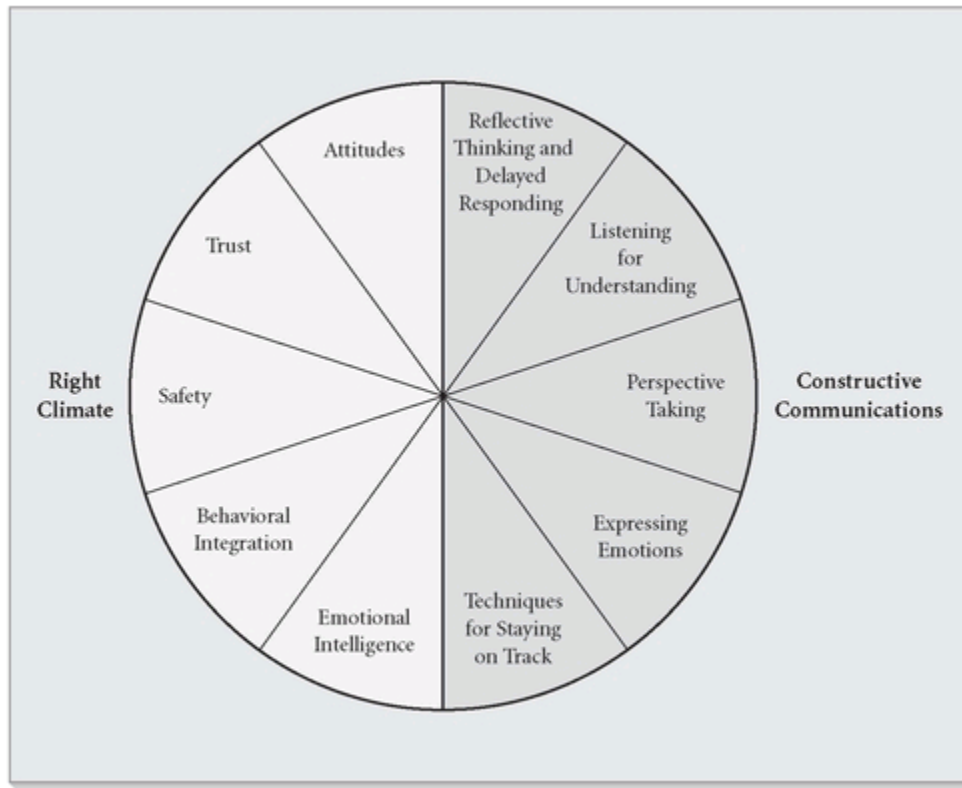 Attitudes
Trust
Right
Climate
Safety
Behavioral
Integration
Emotional
Intelligence
Reflective
Thinking and
Delayed
Responding
Listening
for
Understanding
Perspective
Taking
Constructive
Communications
Expressing
Emotions
Techniques
for Staying
on Track